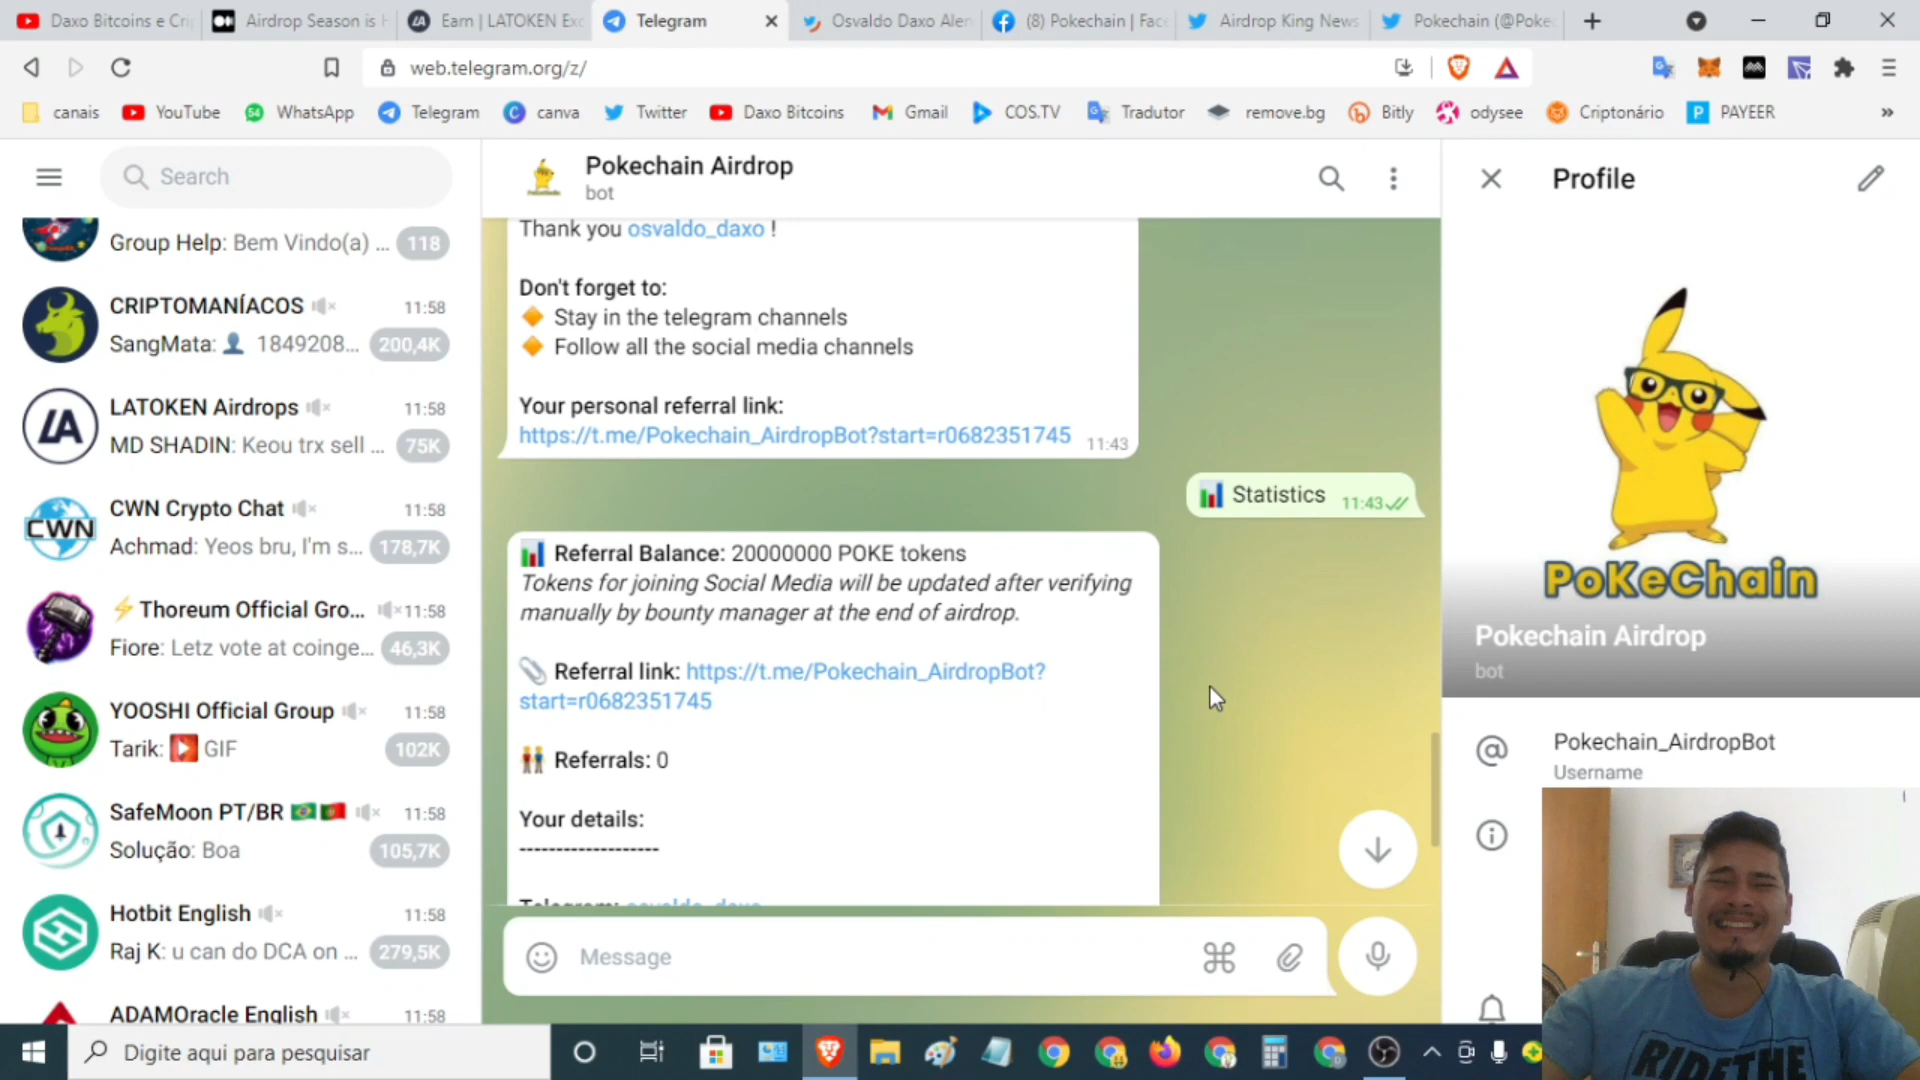 Daxo Bitcoins e Cri
Airdrop Season is H
Earn | LATOKEN Exc
Telegram
Osvaldo Daxo Alen
(8) Pokechain | Face
Airdrop King News
Pokechain (@Poke
web.telegram.org/z/
canais
YouTube
WhatsApp
Telegram
canva
Twitter
Daxo Bitcoins
Gmail
COS.TV
Tradutor
remove.bg
Bitly
odysee
Criptonário
PAYEER
Search
Group Help: Bem Vindo(a) ... 118
CRIPTOMANÍACOS 11:58
SangMata: 👤 1849208... 200,4K
LATOKEN Airdrops 11:58
MD SHADIN: Keou trx sell ... 75K
CWN
CWN Crypto Chat 11:58
Achmad: Yeos bru, I'm s... 178,7K
⚡Thoreum Official Gro... 11:58
Fiore: Letz vote at coinge... 46,3K
YOOSHI Official Group 11:58
Tarik: GIF 102K
SafeMoon PT/BR 🇧🇷🇵🇹 11:58
Solução: Boa 105,7K
Hotbit English 11:58
Raj K: u can do DCA on ... 279,5K
ADAMOracle English 11:58
Pokechain Airdrop
bot
Thank you osvaldo_daxo !
Don't forget to:
🔶 Stay in the telegram channels
🔶 Follow all the social media channels
Your personal referral link:
https://t.me/Pokechain_AirdropBot?start=r0682351745 11:43
📊 Statistics 11:43
📊 Referral Balance: 20000000 POKE tokens
Tokens for joining Social Media will be updated after verifying
manually by bounty manager at the end of airdrop.
📎 Referral link: https://t.me/Pokechain_AirdropBot?
start=r0682351745
👬 Referrals: 0
Your details:
-------------------
Telegram: osvaldo_daxo
Message
Profile
PoKeChain
Pokechain Airdrop
bot
Pokechain_AirdropBot
Username
RIDE THE
Digite aqui para pesquisar